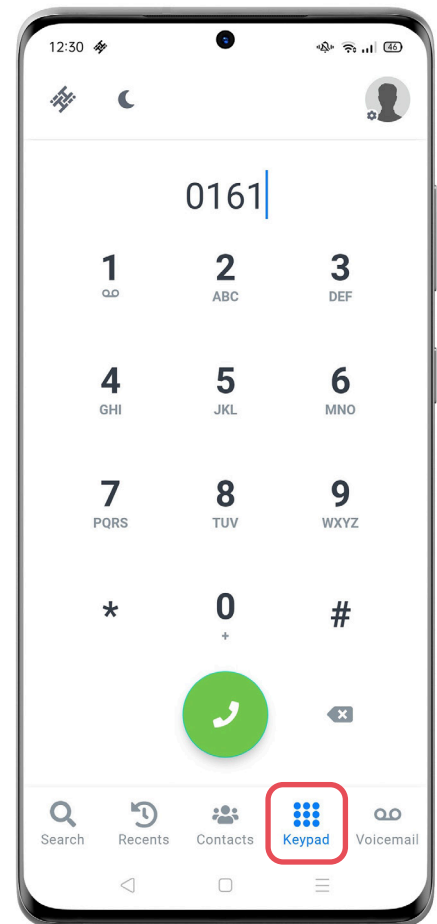 12:30 46
0161
1 2 3
ABC DEF
4 5 6
GHI JKL MNO
7 8 9
PQRS TUV WXYZ
* 0 #
+
Search Recents Contacts Keypad Voicemail